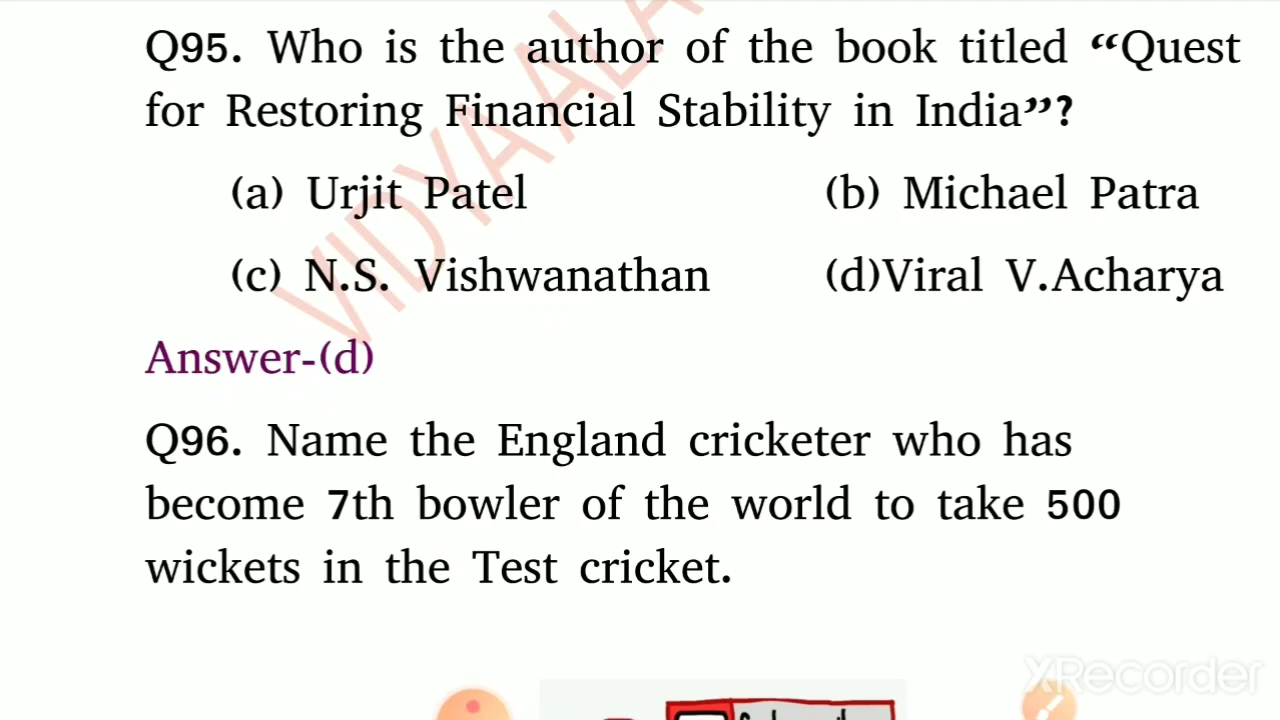 Q95. Who is the author of the book titled “Quest
for Restoring Financial Stability in India”?
(a) Urjit Patel (b) Michael Patra
(c) N.S. Vishwanathan (d)Viral V.Acharya
Answer-(d)
Q96. Name the England cricketer who has
become 7th bowler of the world to take 500
wickets in the Test cricket.
XRecorder